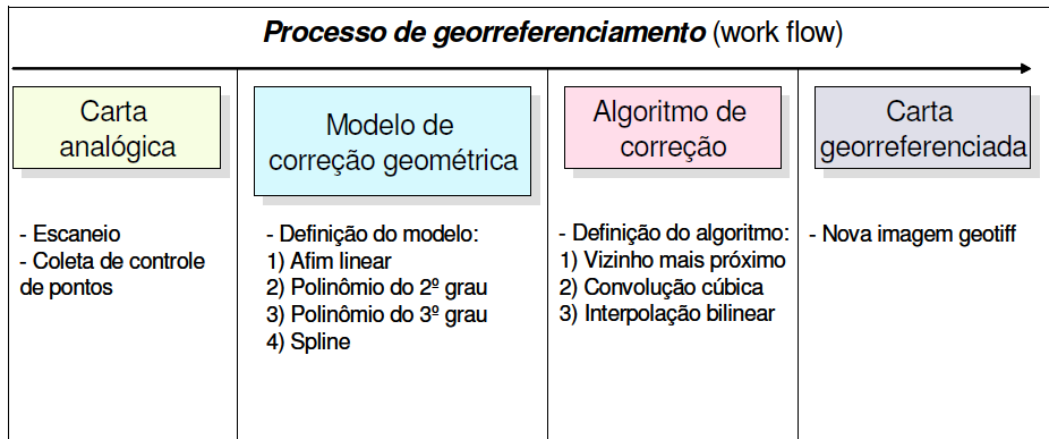 Processo de georreferenciamento (work flow)
Carta
analógica
- Escaneio
- Coleta de controle
de pontos
Modelo de
correção geométrica
- Definição do modelo:
1) Afim linear
2) Polinômio do 2º grau
3) Polinômio do 3º grau
4) Spline
Algoritmo de
correção
- Definição do algoritmo:
1) Vizinho mais próximo
2) Convolução cúbica
3) Interpolação bilinear
Carta
georreferenciada
- Nova imagem geotiff